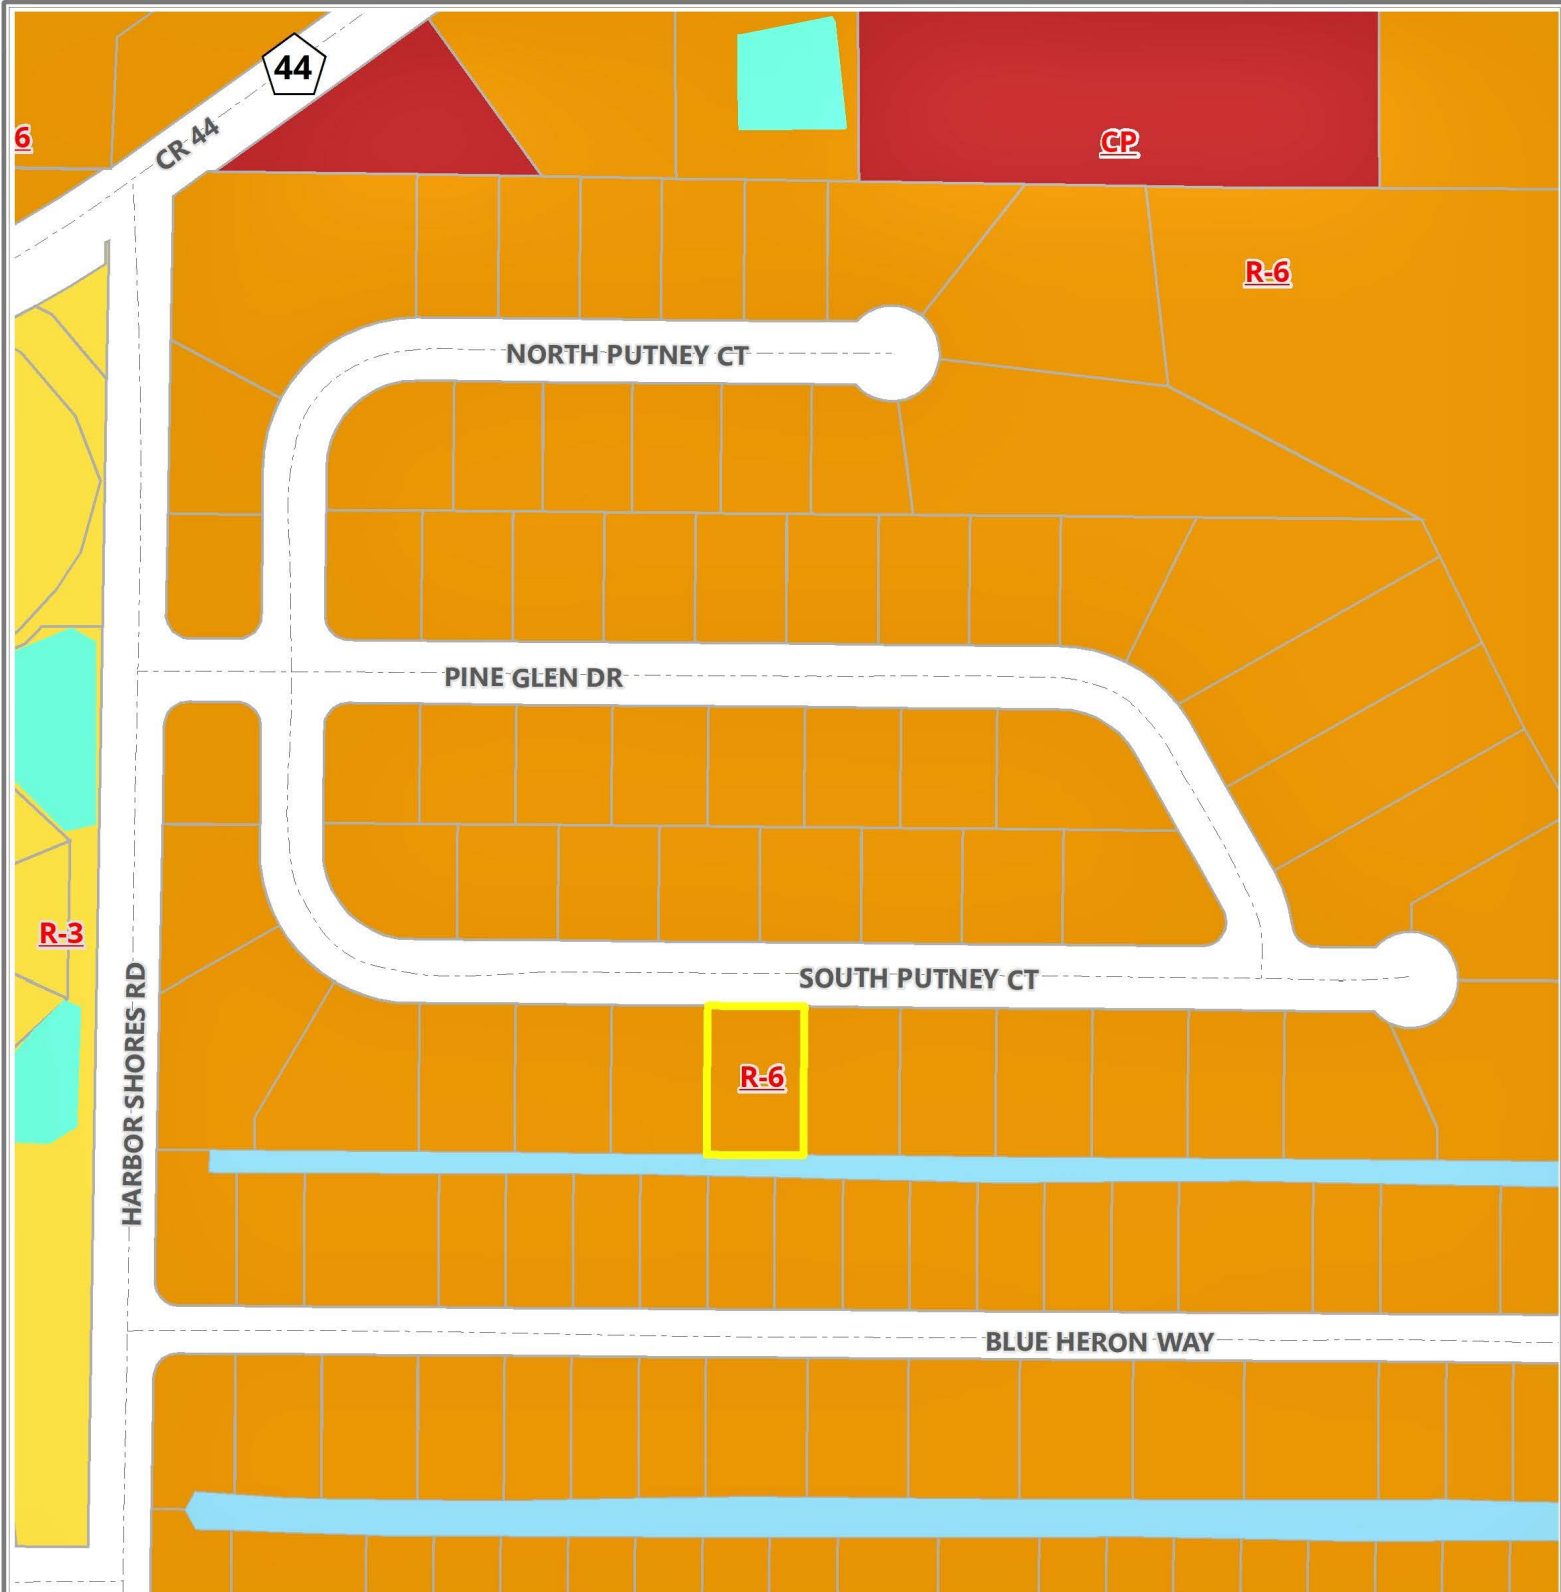 44
CR 44
6
CP
R-6
NORTH PUTNEY CT
PINE GLEN DR
R-3
SOUTH PUTNEY CT
R-6
HARBOR SHORES RD
BLUE HERON WAY